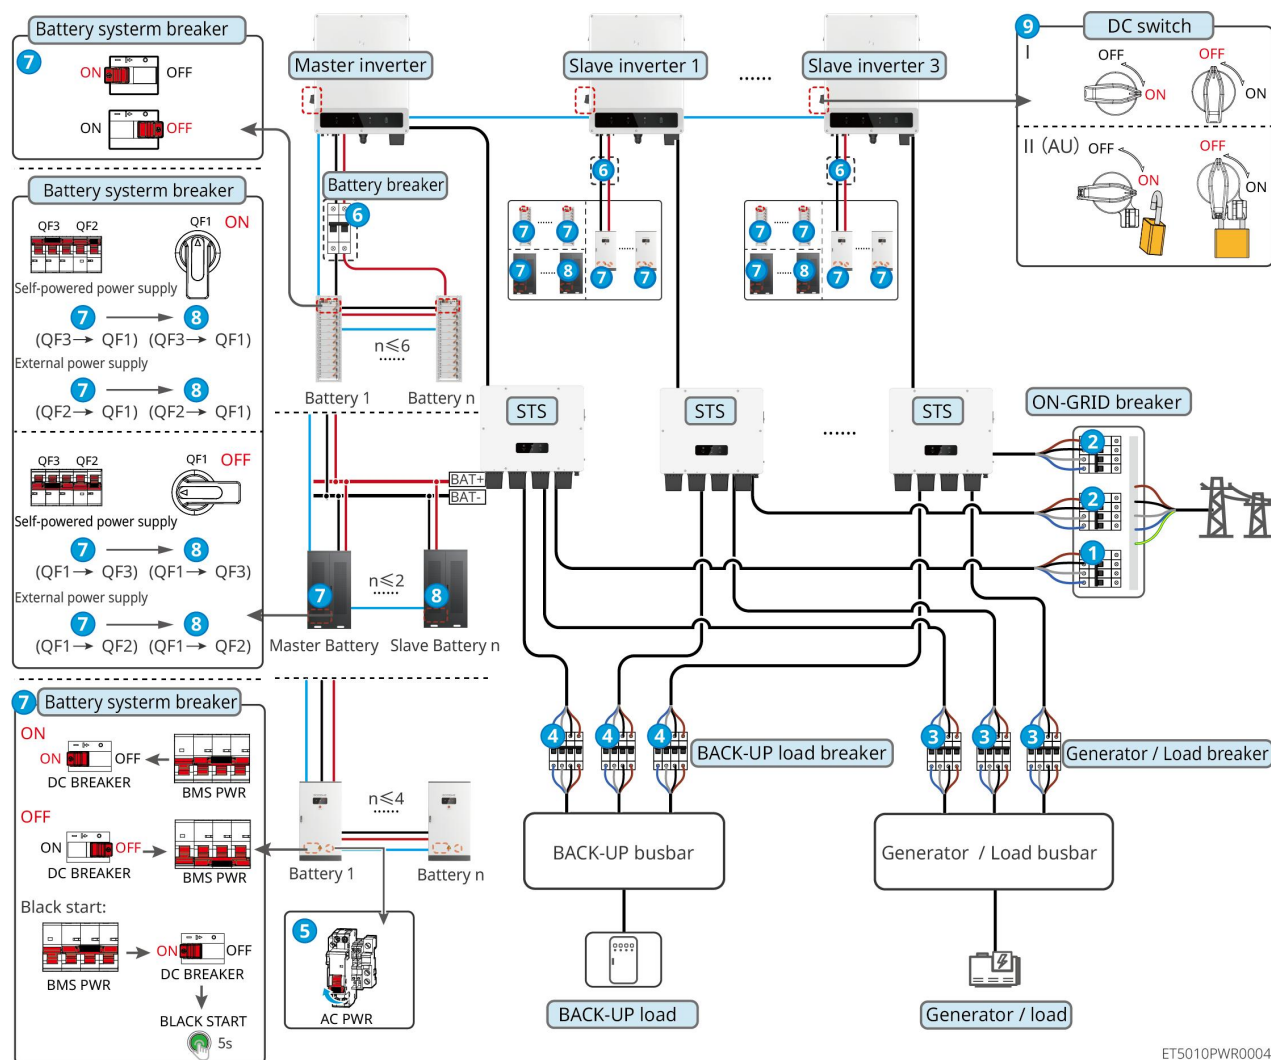 Battery systerm breaker
7
ON
OFF
ON
OFF
Battery systerm breaker
QF3 QF2
QF1
ON
Self-powered power supply
7 8
(QF3→ QF1) (QF3→ QF1)
External power supply
7 8
(QF2→ QF1) (QF2→ QF1)
QF3 QF2
QF1
OFF
Self-powered power supply
7 8
(QF1→ QF3) (QF1→ QF3)
External power supply
7 8
(QF1→ QF2) (QF1→ QF2)
7
Battery systerm breaker
ON
ON
OFF
DC BREAKER
BMS PWR
OFF
ON
OFF
DC BREAKER
BMS PWR
Black start:
ON
OFF
DC BREAKER
BMS PWR
BLACK START
5s
Master inverter
Slave inverter 1
......
Slave inverter 3
Battery breaker
6
6
6
7 ...... 7
7 ...... 8
7 ...... 7
7 ...... 7
7 ...... 8
7 ...... 7
n≤6
......
Battery 1
Battery n
STS
STS
......
STS
BAT+
BAT-
7
n≤2
......
8
Master Battery
Slave Battery n
n≤4
......
Battery 1
Battery n
5
AC PWR
9
DC switch
I
OFF
ON
OFF
ON
II (AU)
OFF
ON
OFF
ON
ON-GRID breaker
2
2
1
4
4
4
BACK-UP load breaker
3
3
3
Generator / Load breaker
BACK-UP busbar
Generator / Load busbar
BACK-UP load
Generator / load
ET5010PWR0004